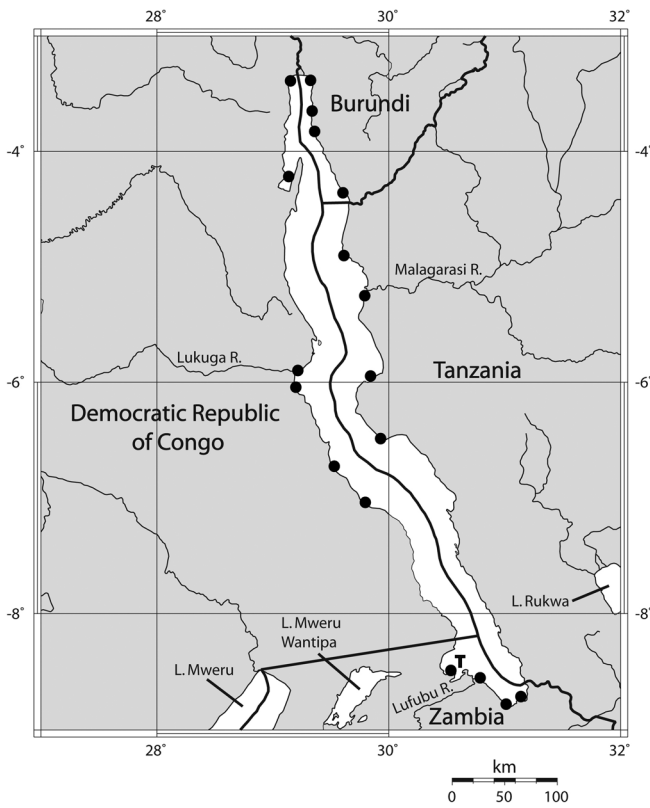 28°
30°
32°
Burundi
-4°
-4°
Malagarasi R.
Lukuga R.
Tanzania
-6°
-6°
Democratic Republic
of Congo
L. Rukwa
-8°
-8°
L. Mweru
Wantipa
T
L. Mweru
Lufubu R.
Zambia
28°
30°
32°
km
0 50 100